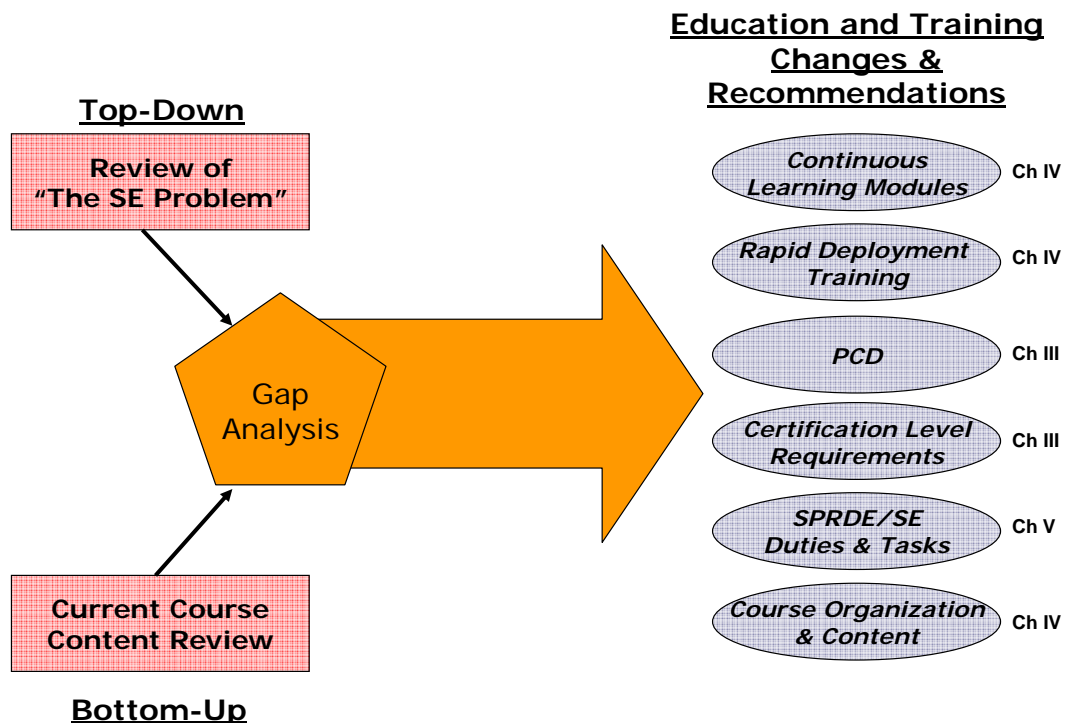 Education and Training
Changes &
Recommendations
Top-Down
Review of
“The SE Problem”
Gap
Analysis
Current Course
Content Review
Bottom-Up
Continuous
Learning Modules
Ch IV
Rapid Deployment
Training
Ch IV
PCD
Ch III
Certification Level
Requirements
Ch III
SPRDE/SE
Duties & Tasks
Ch V
Course Organization
& Content
Ch IV